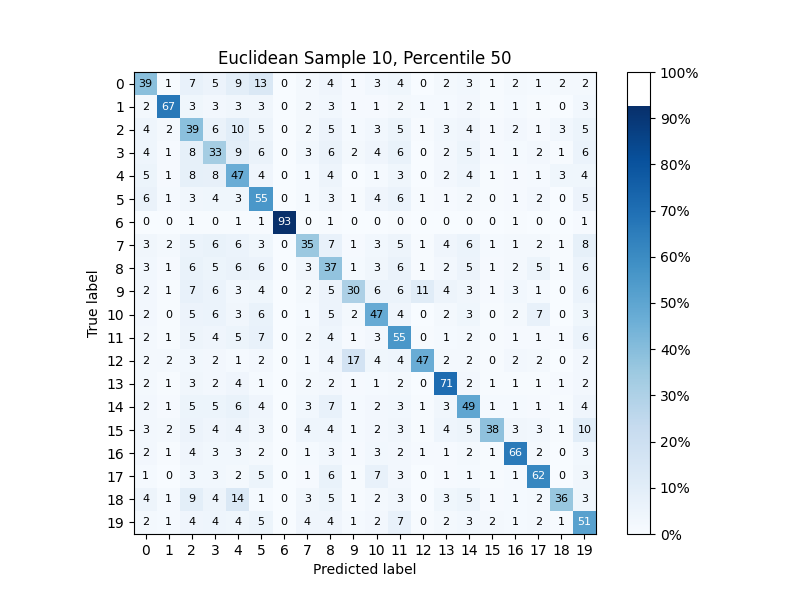 Euclidean Sample 10, Percentile 50
True label
0 39 1 7 5 9 13 0 2 4 1 3 4 0 2 3 1 2 1 2 2
1 2 67 3 3 3 3 0 2 3 1 1 2 1 1 2 1 1 1 0 3
2 4 2 39 6 10 5 0 2 5 1 3 5 1 3 4 1 2 1 3 5
3 4 1 8 33 9 6 0 3 6 2 4 6 0 2 5 1 1 2 1 6
4 5 1 8 8 47 4 0 1 4 0 1 3 0 2 4 1 1 1 3 4
5 6 1 3 4 3 55 0 1 3 1 4 6 1 1 2 0 1 2 0 5
6 0 0 1 0 1 1 93 0 1 0 0 0 0 0 0 0 1 0 0 1
7 3 2 5 6 6 3 0 35 7 1 3 5 1 4 6 1 1 2 1 8
8 3 1 6 5 6 6 0 3 37 1 3 6 1 2 5 1 2 5 1 6
9 2 1 7 6 3 4 0 2 5 30 6 6 11 4 3 1 3 1 0 6
10 2 0 5 6 3 6 0 1 5 2 47 4 0 2 3 0 2 7 0 3
11 2 1 5 4 5 7 0 2 4 1 3 55 0 1 2 0 1 1 1 6
12 2 2 3 2 1 2 0 1 4 17 4 4 47 2 2 0 2 2 0 2
13 2 1 3 2 4 1 0 2 2 1 1 2 0 71 2 1 1 1 1 2
14 2 1 5 5 6 4 0 3 7 1 2 3 1 3 49 1 1 1 1 4
15 3 2 5 4 4 3 0 4 4 1 2 3 1 4 5 38 3 3 1 10
16 2 1 4 3 3 2 0 1 3 1 3 2 1 1 2 1 66 2 0 3
17 1 0 3 3 2 5 0 1 6 1 7 3 0 1 1 1 1 62 0 3
18 4 1 9 4 14 1 0 3 5 1 2 3 0 3 5 1 1 2 36 3
19 2 1 4 4 4 5 0 4 4 1 2 7 0 2 3 2 1 2 1 51
0 1 2 3 4 5 6 7 8 9 10 11 12 13 14 15 16 17 18 19
Predicted label
100%
90%
80%
70%
60%
50%
40%
30%
20%
10%
0%